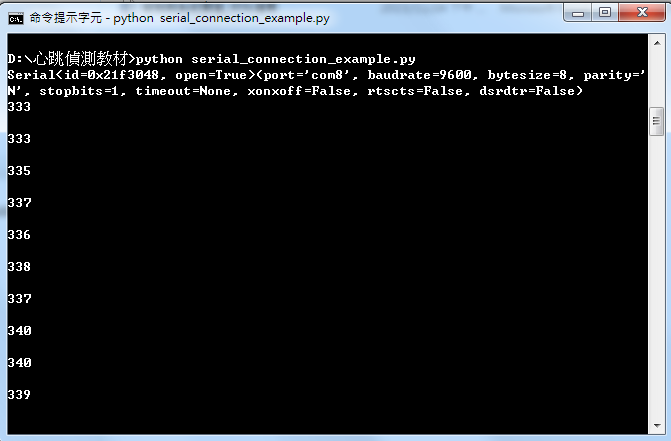 命令提示字元 - python serial_connection_example.py
D:\心跳偵測教材>python serial_connection_example.py
Serial(id=0x21f3048, open=True)(port='com8', baudrate=9600, bytesize=8, parity='
N', stopbits=1, timeout=None, xonxoff=False, rtscts=False, dsrdtr=False)
333
333
335
337
336
338
337
340
340
339